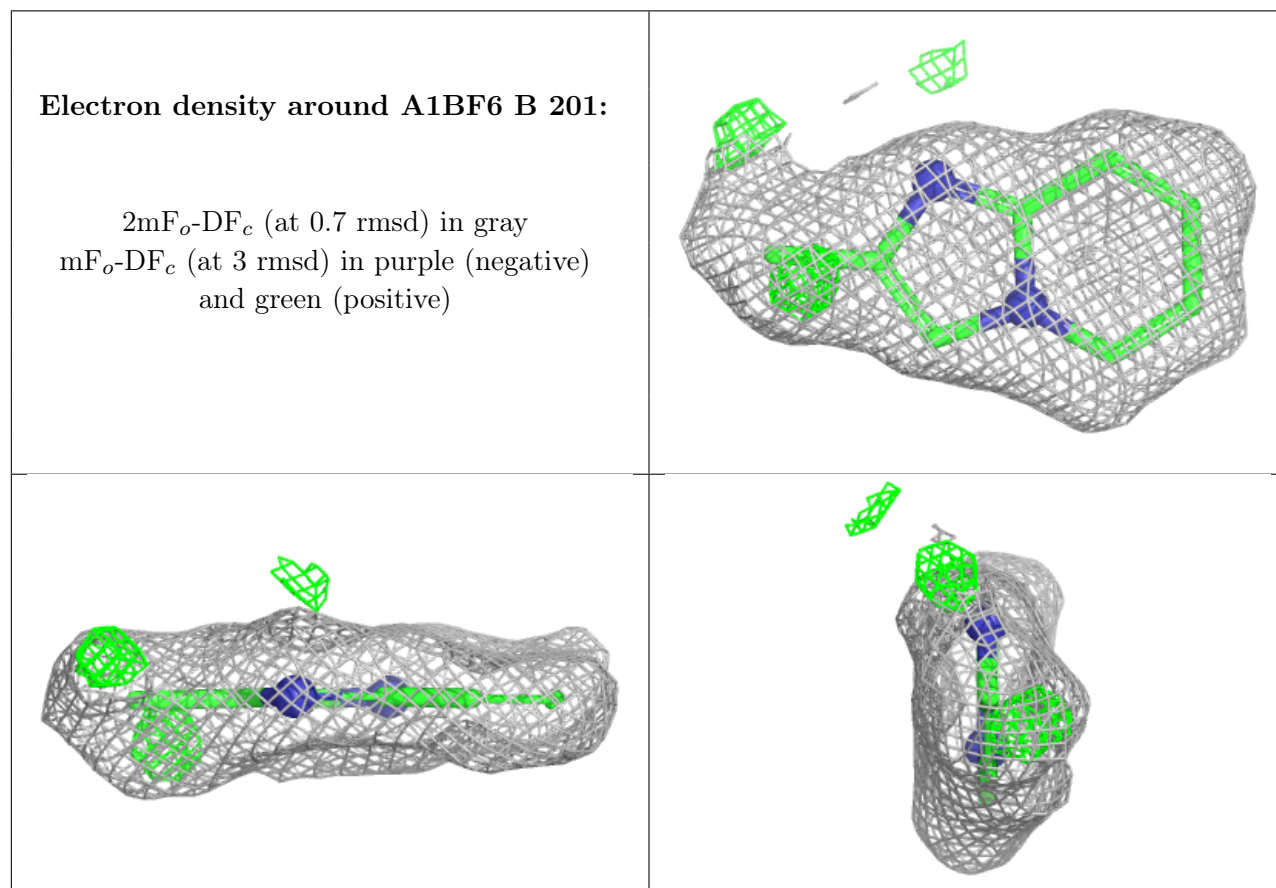 Electron density around A1BF6 B 201:
2mFo-DFc (at 0.7 rmsd) in gray
mFo-DFc (at 3 rmsd) in purple (negative)
and green (positive)